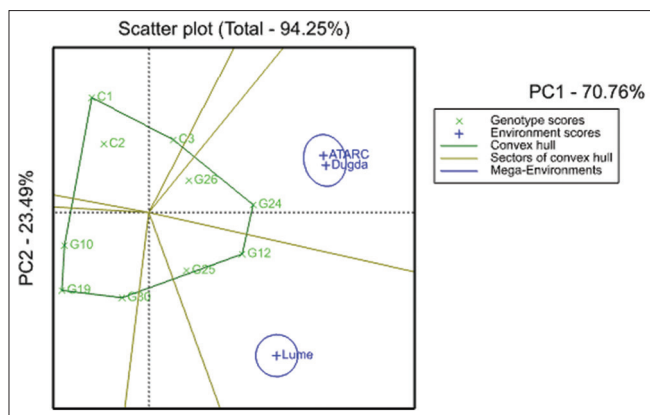 Scatter plot (Total - 94.25%)
PC1 - 70.76%
PC2 - 23.49%
C1
C2
C3
G26
G24
G10
G12
G25
G19
G30
ATARC
Dugda
Lume
Genotype scores
Environment scores
Convex hull
Sectors of convex hull
Mega-Environments